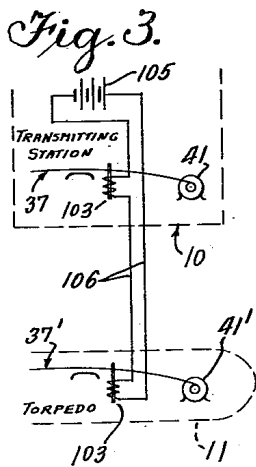 Fig. 3.
105
TRANSMITTING
STATION
41
37
103
10
106
37'
41'
TORPEDO
103
11